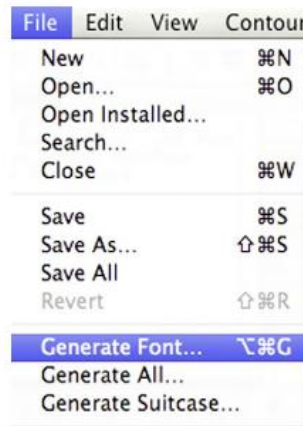 File Edit View Contour
New ⌘N
Open... ⌘O
Open Installed...
Search...
Close ⌘W
Save ⌘S
Save As... ⇧⌘S
Save All
Revert ⇧⌘R
Generate Font... ⌥⌘G
Generate All...
Generate Suitcase...